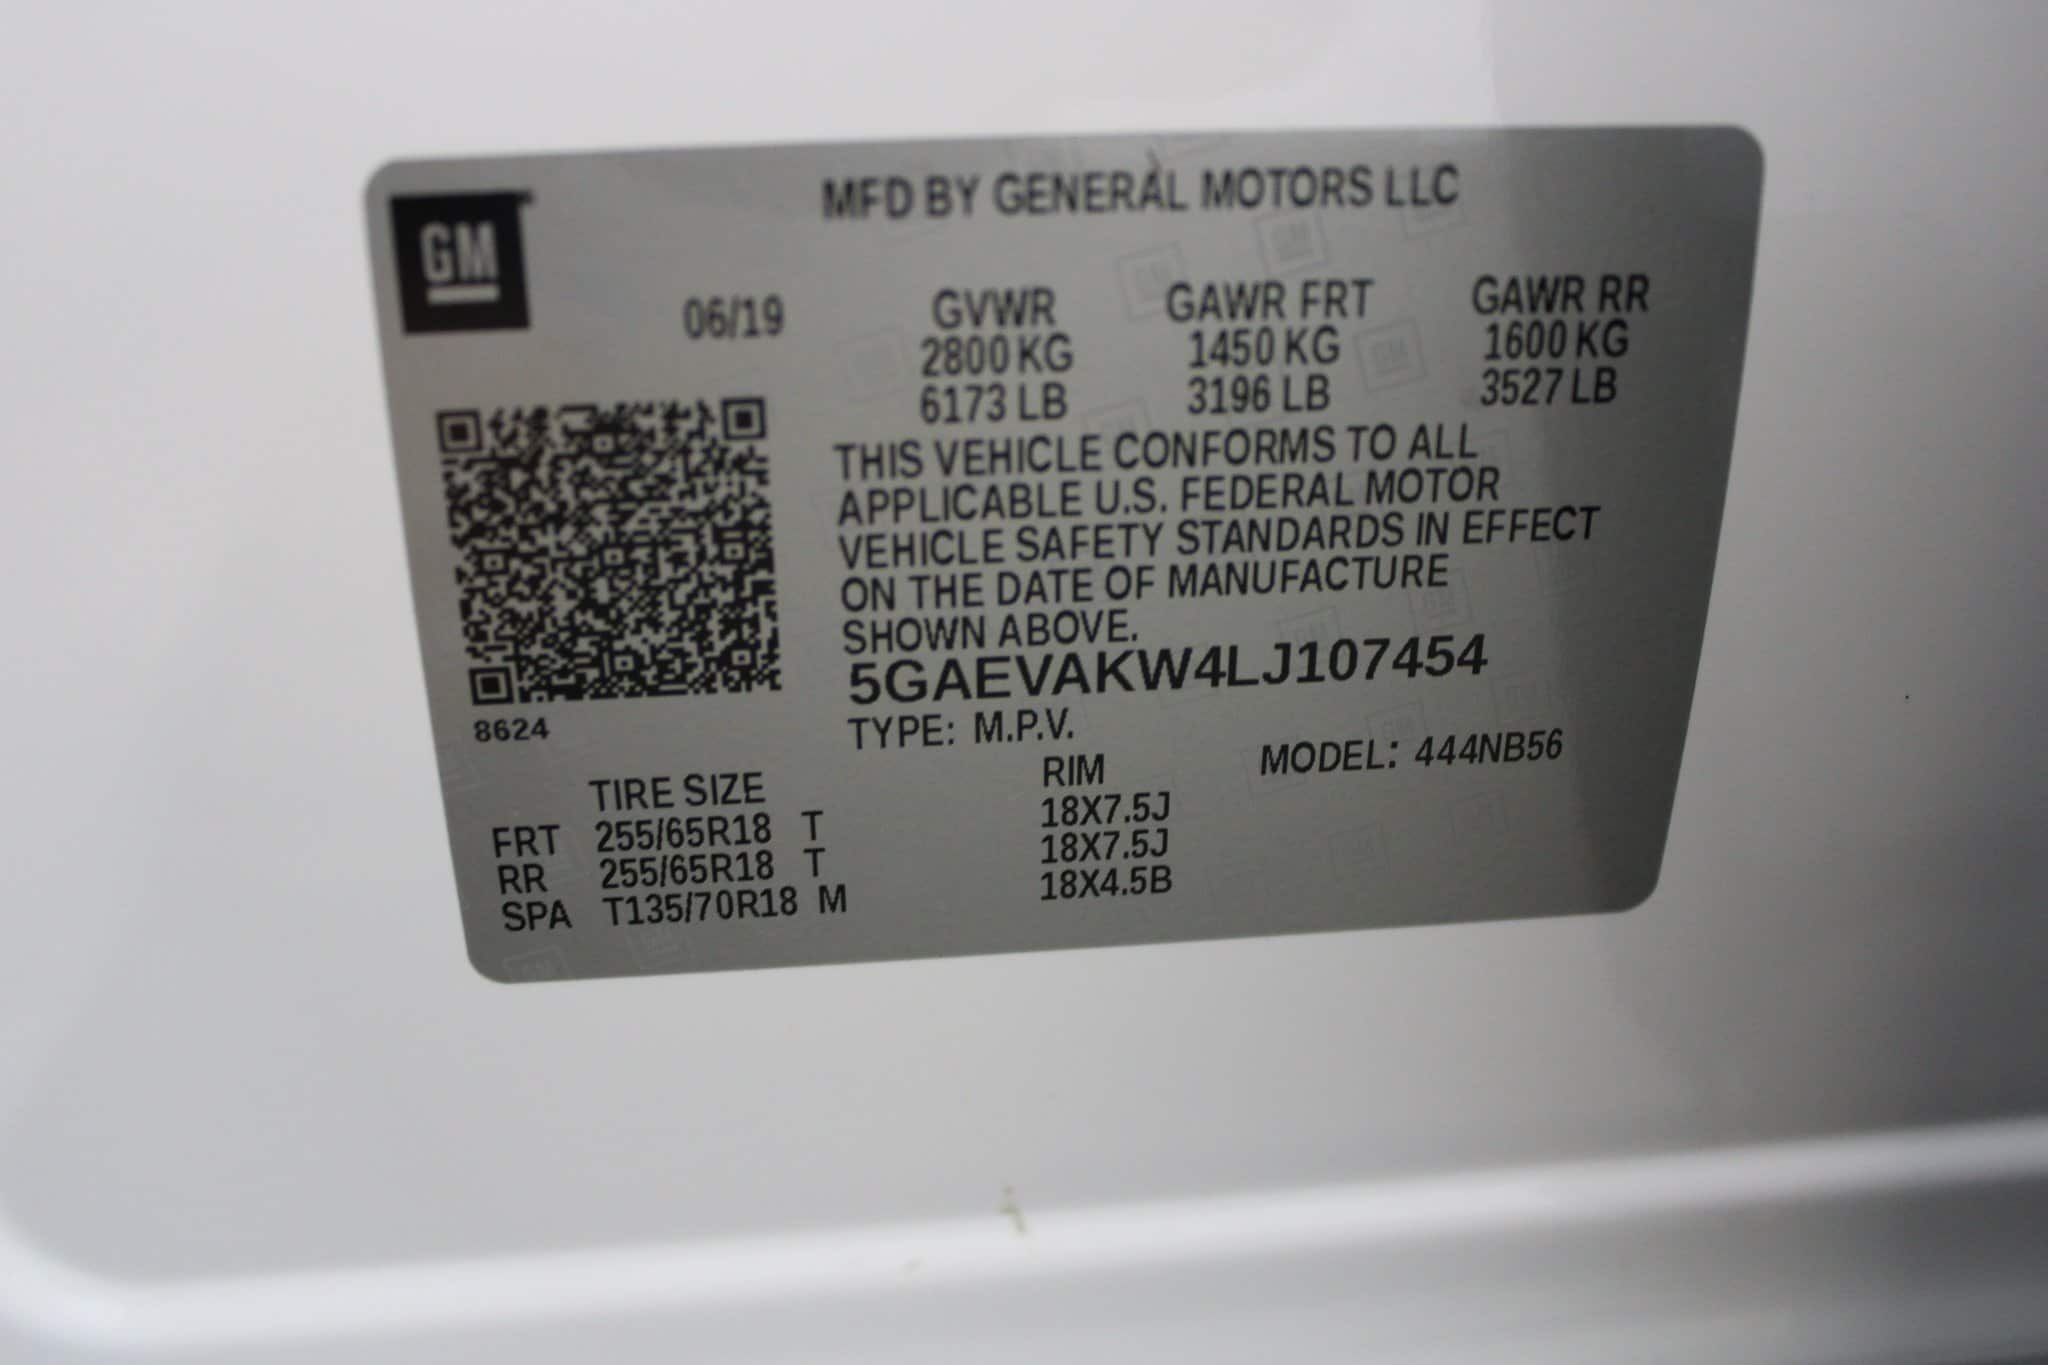 GM
MFD BY GENERAL MOTORS LLC
06/19
GVWR GAWR FRT GAWR RR
2800 KG 1450 KG 1600 KG
6173 LB 3196 LB 3527 LB
THIS VEHICLE CONFORMS TO ALL
APPLICABLE U.S. FEDERAL MOTOR
VEHICLE SAFETY STANDARDS IN EFFECT
ON THE DATE OF MANUFACTURE
SHOWN ABOVE.
5GAEVAKW4LJ107454
8624
TYPE: M.P.V.
MODEL: 444NB56
TIRE SIZE RIM
FRT 255/65R18 T 18X7.5J
RR 255/65R18 T 18X7.5J
SPA T135/70R18 M 18X4.5B